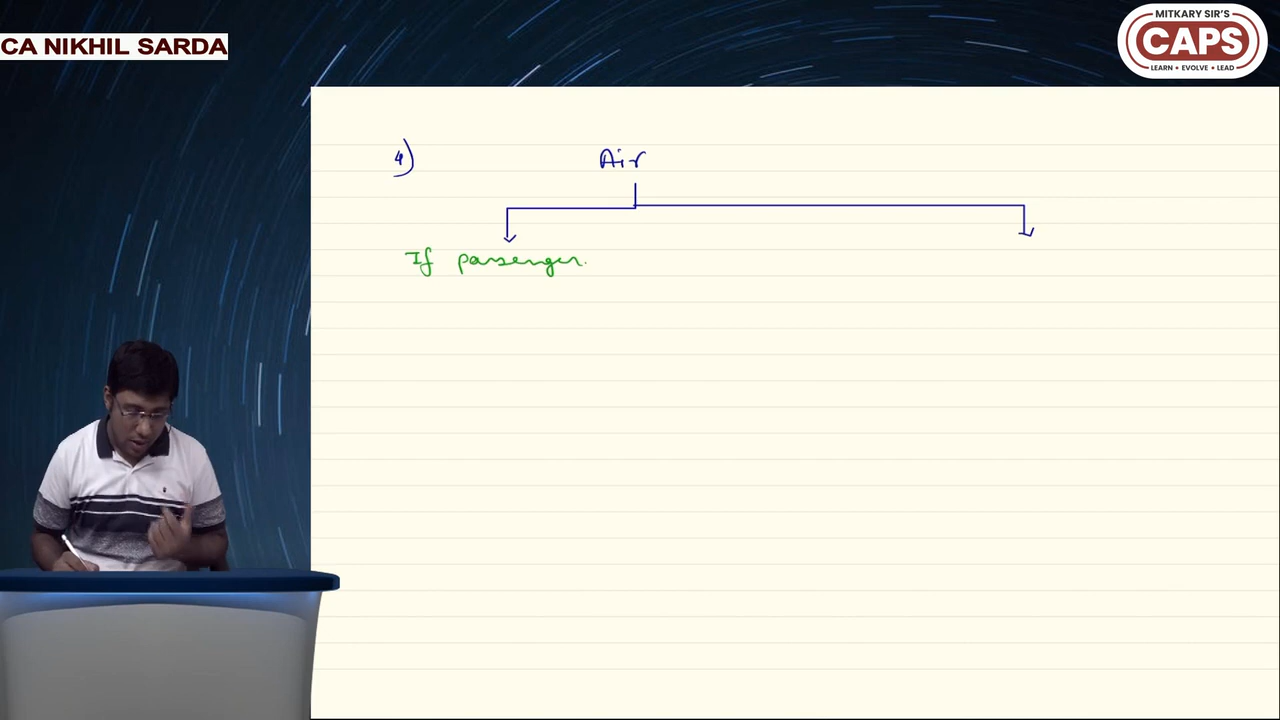 CA NIKHIL SARDA
MITKARY SIR'S
CAPS
LEARN • EVOLVE • LEAD
4) Air
If passenger.